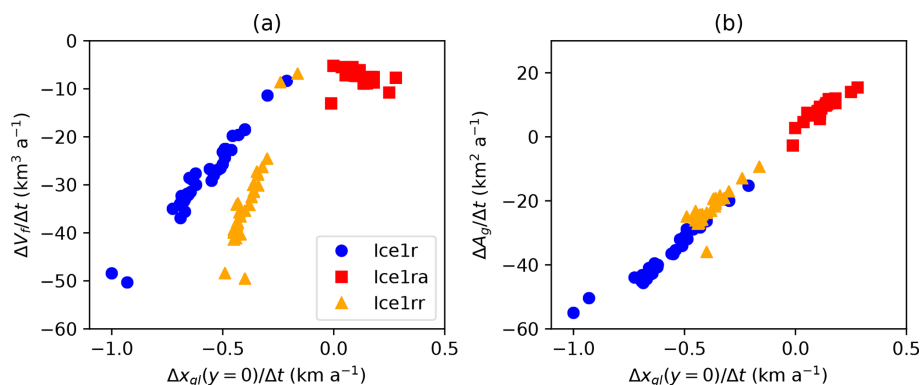 (a)
0
−10
−20
−30
−40
−50
−60
ΔV_f/Δt (km³ a⁻¹)
Ice1r
Ice1ra
Ice1rr
−1.0 −0.5 0.0 0.5
Δx_gl(y = 0)/Δt (km a⁻¹)
(b)
20
0
−20
−40
−60
ΔA_g/Δt (km² a⁻¹)
−1.0 −0.5 0.0 0.5
Δx_gl(y = 0)/Δt (km a⁻¹)